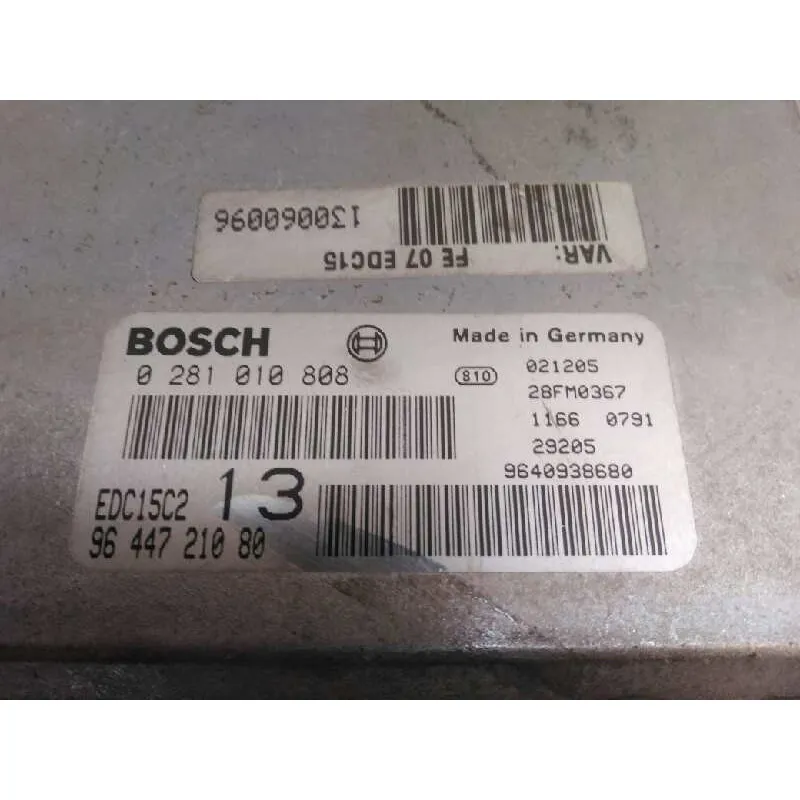 VAR:
FE 07 EDC15
130060096
BOSCH
Made in Germany
0 281 010 808
810
021205
28FM0367
1166 0791
29205
9640938680
EDC15C2
13
96 447 210 80